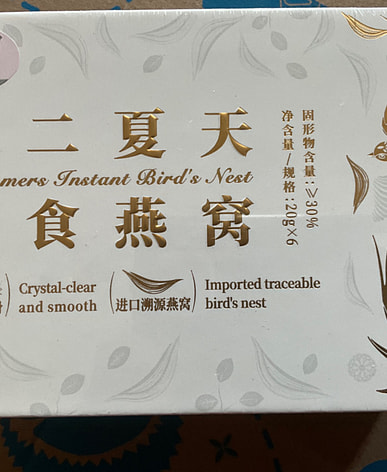 二夏天
mers Instant Bird's Nest
食燕窝
固形物含量:≥30%
净含量/规格:20g×6
Crystal-clear
and smooth
进口溯源燕窝
Imported traceable
bird's nest